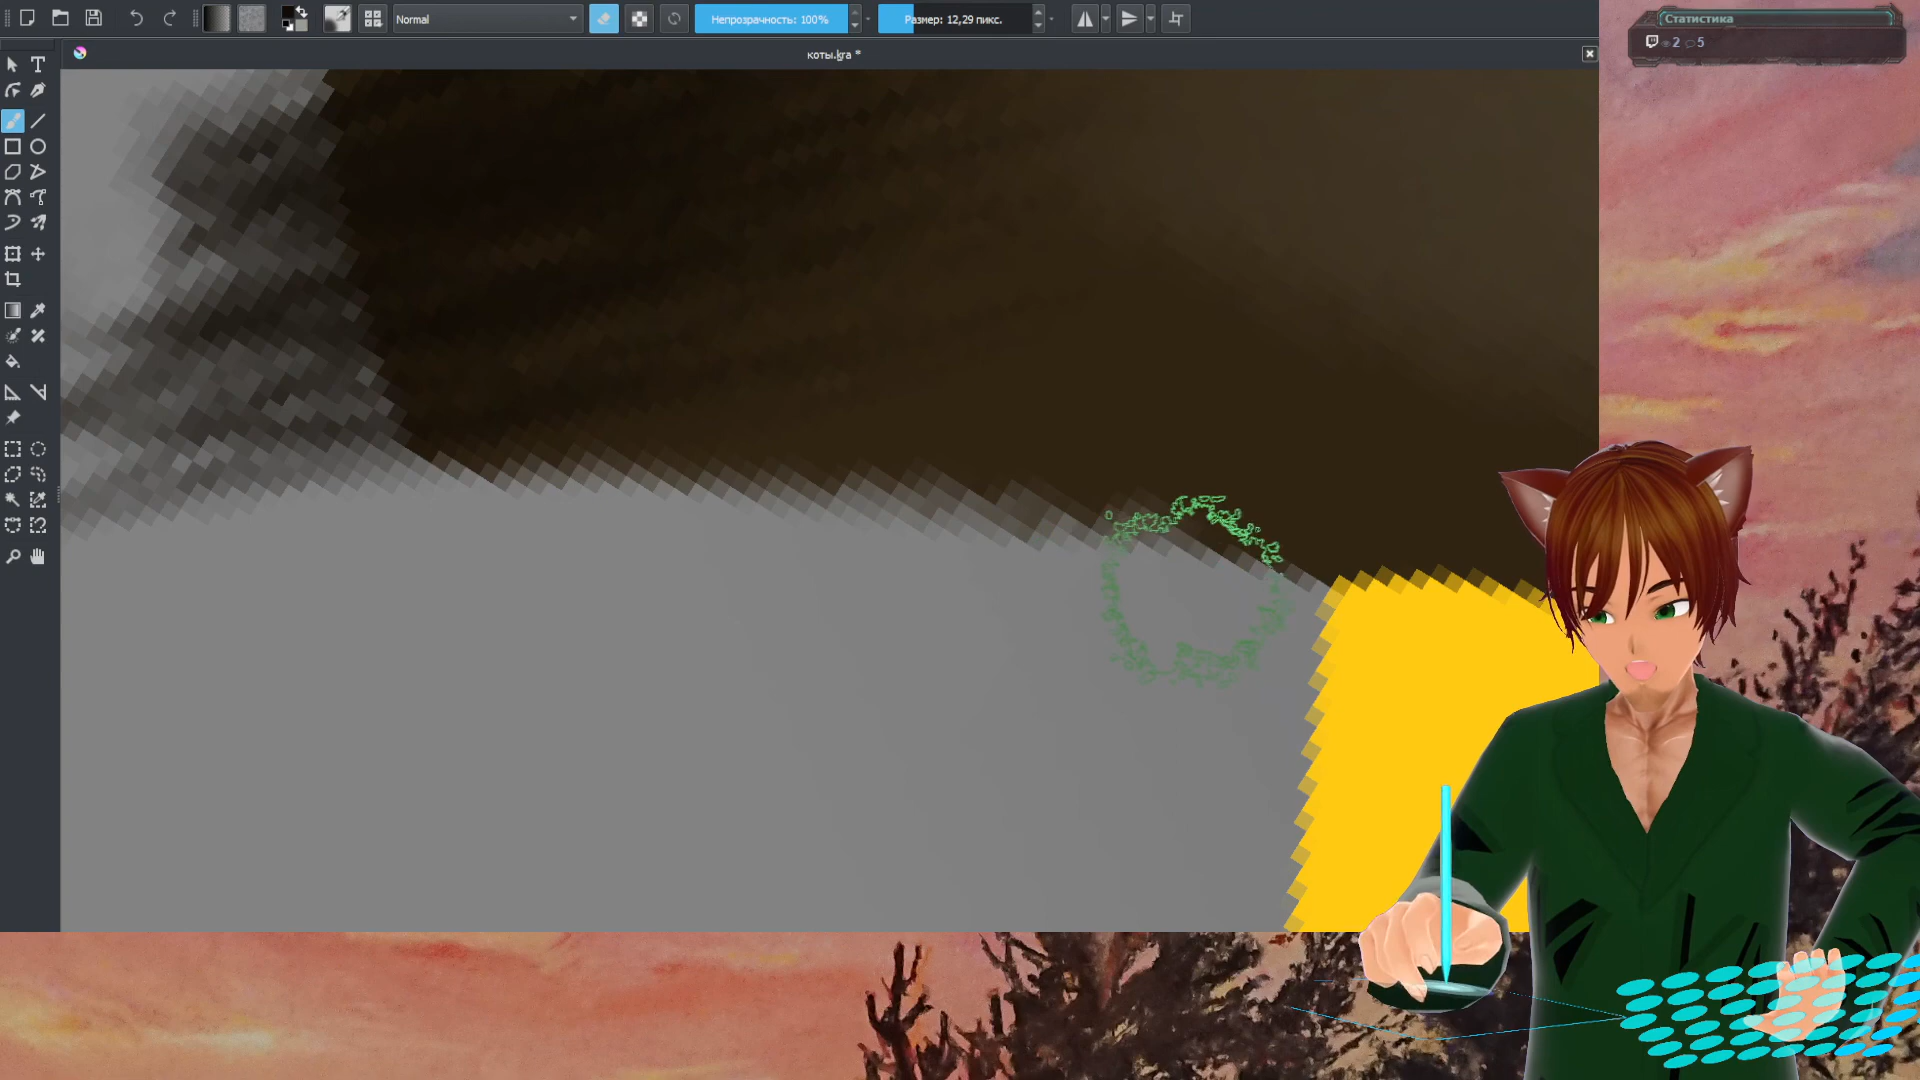 Normal
Непрозрачность: 100%
Размер: 12,29 пикс.
Статистика
2 5
коты.kra *